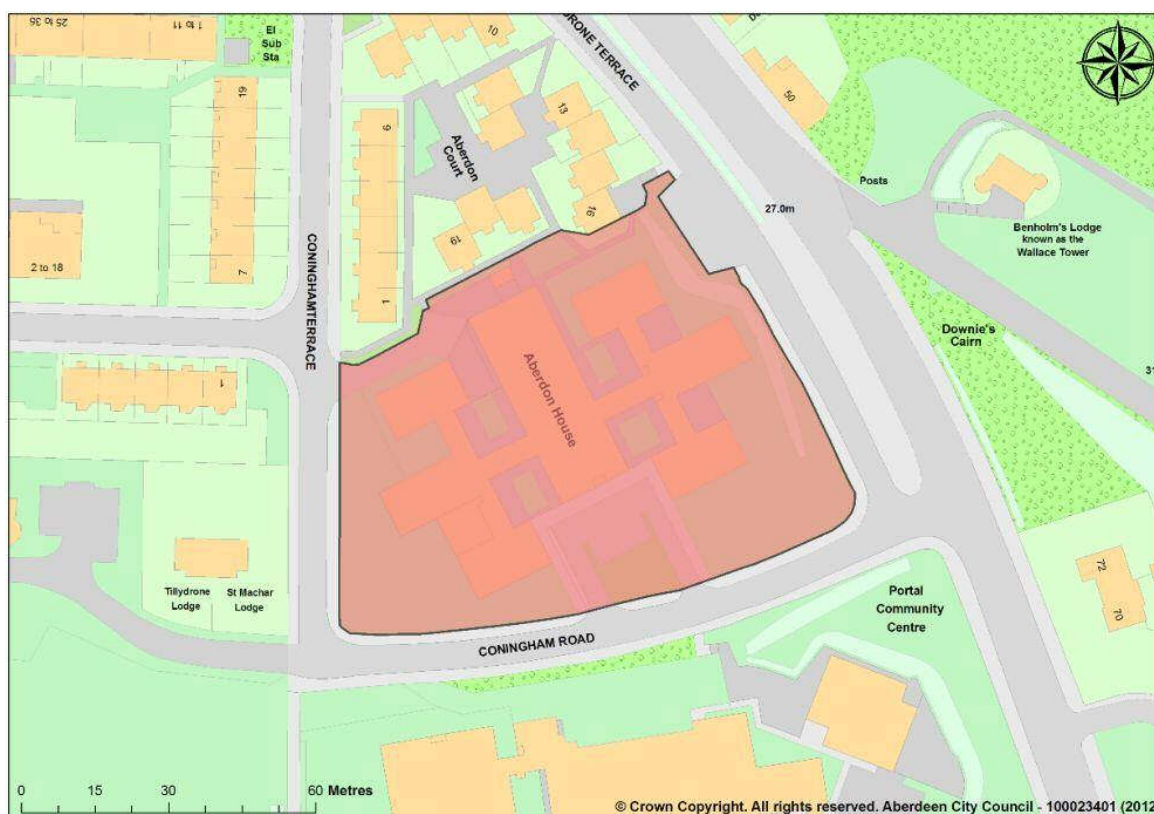 25 to 35
1 to 11
El
Sub
Sta
10
DRONE TERRACE
50
19
9
13
Aberdon
Court
Posts
27.0m
Benholm's Lodge
known as the
Wallace Tower
16
19
2 to 18
7
1
CONINGHAMTERRACE
Downie's
Cairn
1
Aberdon House
Tillydrone
Lodge
St Machar
Lodge
72
70
Portal
Community
Centre
CONINGHAM ROAD
0 15 30 60 Metres
© Crown Copyright. All rights reserved. Aberdeen City Council - 100023401 (2012